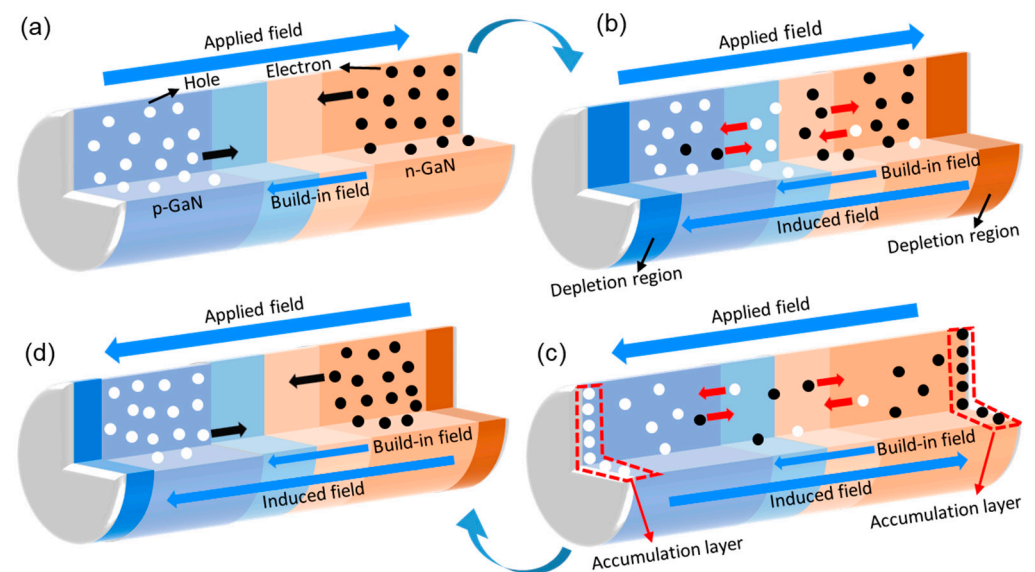 (a)
Applied field
Hole
Electron
p-GaN
Build-in field
n-GaN
(b)
Applied field
Build-in field
Induced field
Depletion region
Depletion region
(d)
Applied field
Build-in field
Induced field
(c)
Applied field
Build-in field
Induced field
Accumulation layer
Accumulation layer